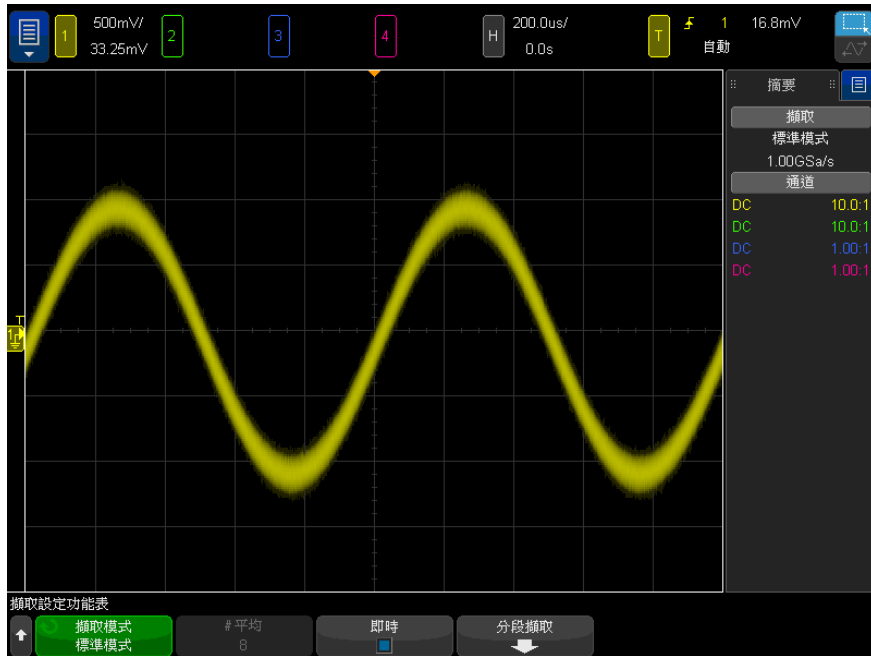 1
500mV/
33.25mV
2
3
4
H
200.0us/
0.0s
T
1
16.8mV
自動
摘要
擷取
標準模式
1.00GSa/s
通道
DC 10.0:1
DC 10.0:1
DC 1.00:1
DC 1.00:1
T
1
擷取設定功能表
擷取模式
標準模式
#平均
8
即時
分段擷取